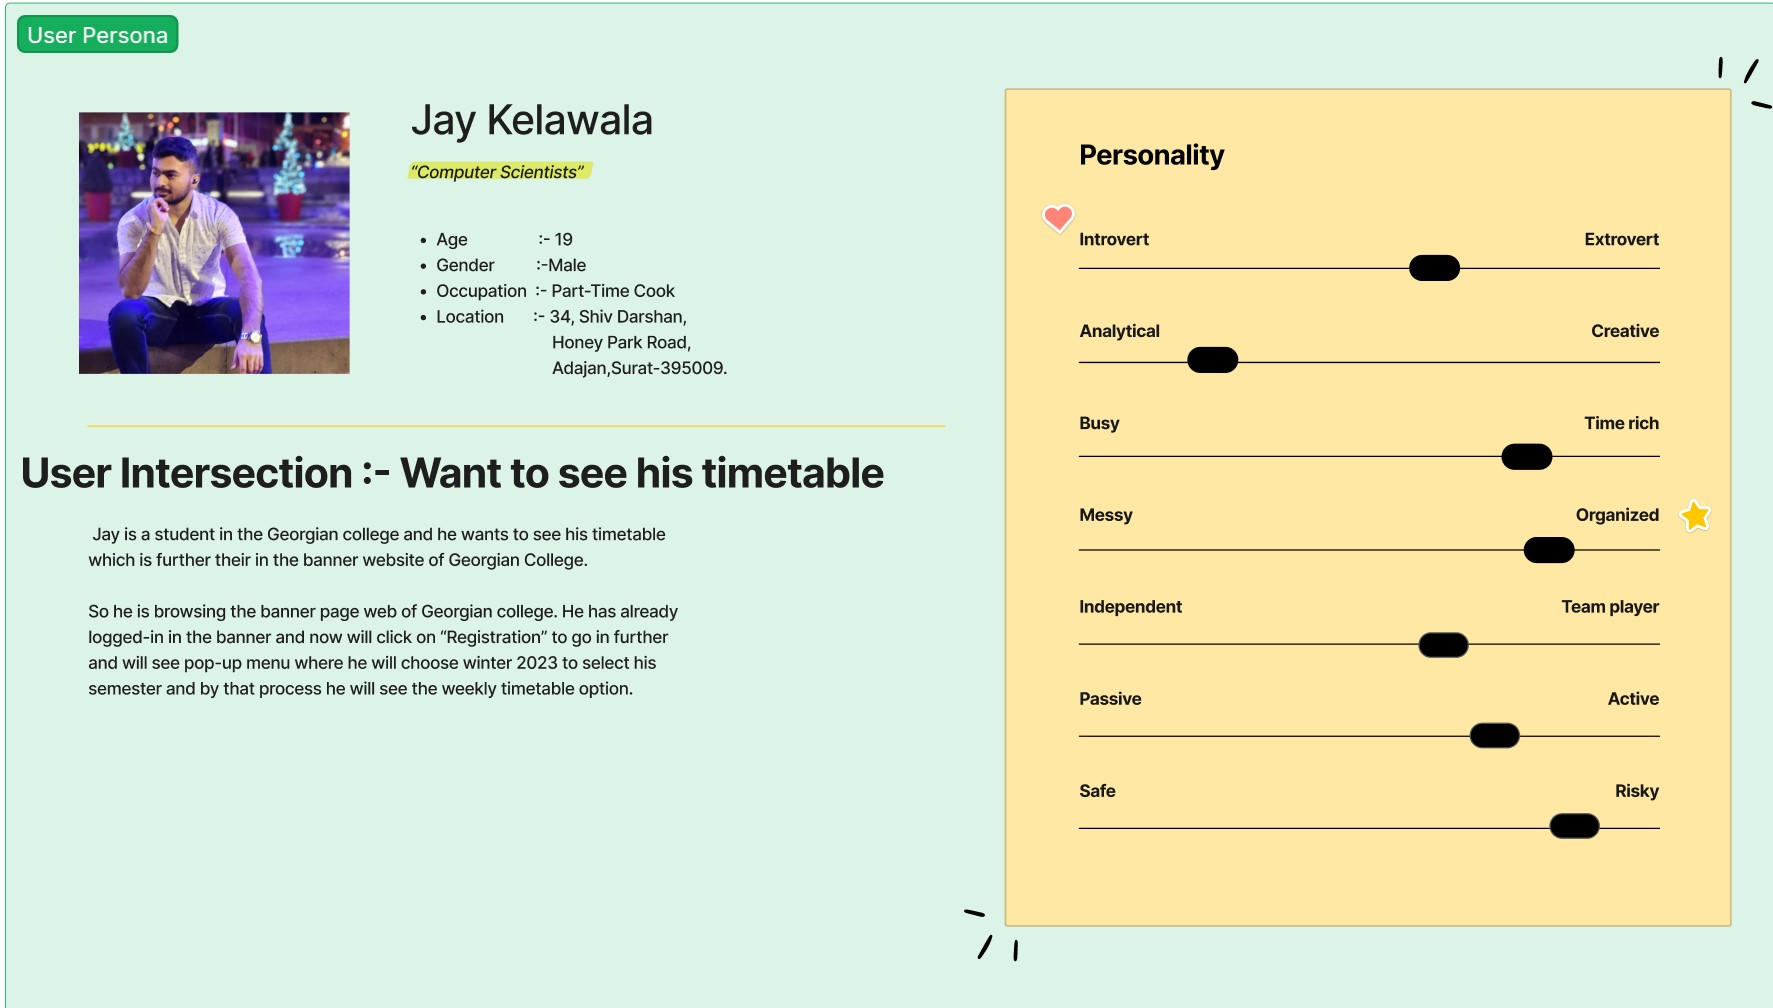 User Persona
Jay Kelawala
“Computer Scientists”
• Age :- 19
• Gender :-Male
• Occupation :- Part-Time Cook
• Location :- 34, Shiv Darshan,
Honey Park Road,
Adajan,Surat-395009.
User Intersection :- Want to see his timetable
Jay is a student in the Georgian college and he wants to see his timetable
which is further their in the banner website of Georgian College.
So he is browsing the banner page web of Georgian college. He has already
logged-in in the banner and now will click on “Registration” to go in further
and will see pop-up menu where he will choose winter 2023 to select his
semester and by that process he will see the weekly timetable option.
Personality
Introvert Extrovert
Analytical Creative
Busy Time rich
Messy Organized
Independent Team player
Passive Active
Safe Risky